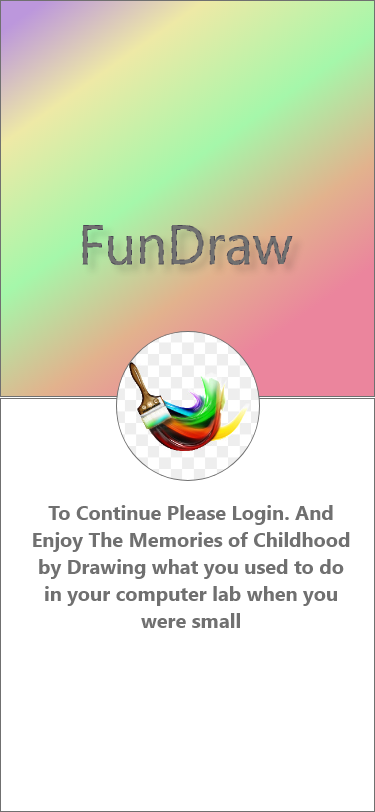 FunDraw
To Continue Please Login. And
Enjoy The Memories of Childhood
by Drawing what you used to do
in your computer lab when you
were small